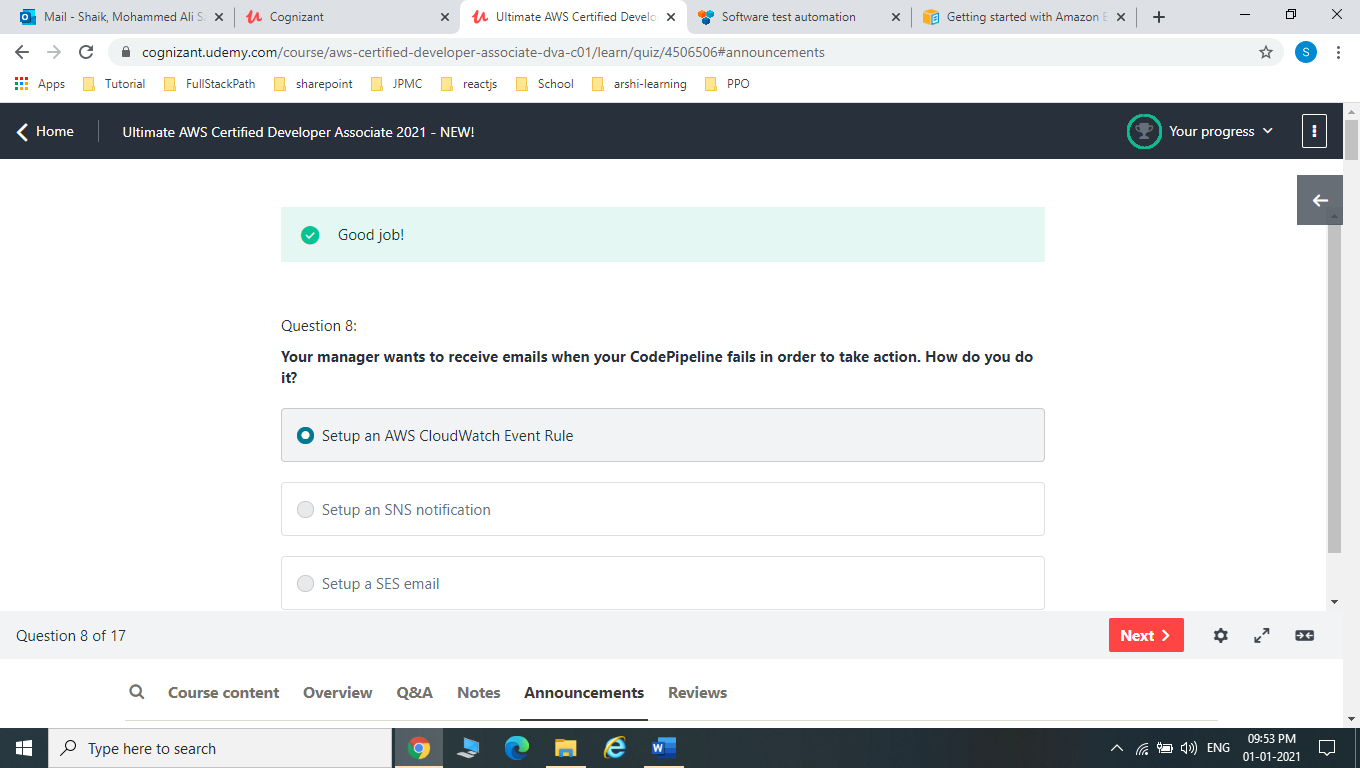 Mail - Shaik, Mohammed Ali S
Cognizant
Ultimate AWS Certified Develo
Software test automation
Getting started with Amazon E
cognizant.udemy.com/course/aws-certified-developer-associate-dva-c01/learn/quiz/4506506#announcements
S
Apps Tutorial FullStackPath sharepoint JPMC reactjs School arshi-learning PPO
Home Ultimate AWS Certified Developer Associate 2021 - NEW! Your progress
Good job!
Question 8:
Your manager wants to receive emails when your CodePipeline fails in order to take action. How do you do
it?
Setup an AWS CloudWatch Event Rule
Setup an SNS notification
Setup a SES email
Question 8 of 17 Next
Course content Overview Q&A Notes Announcements Reviews
Type here to search
ENG
09:53 PM
01-01-2021